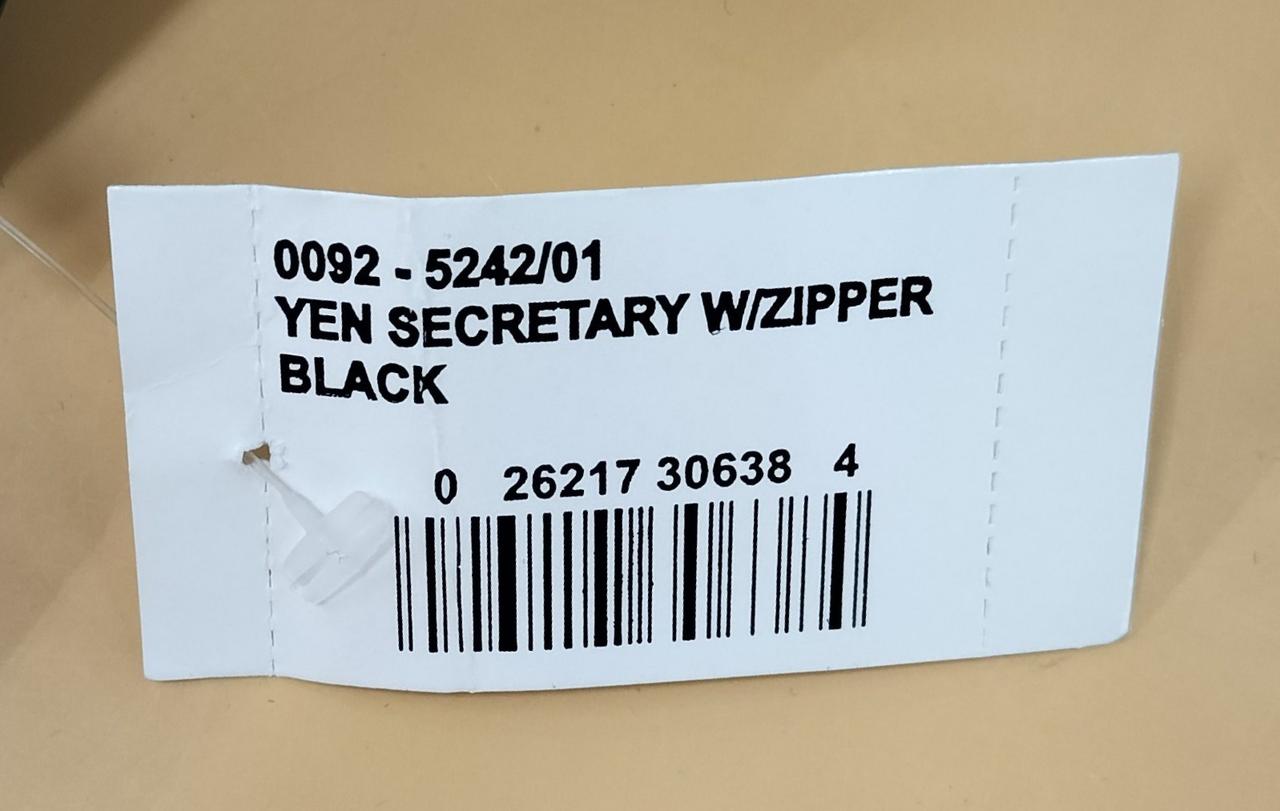 0092 - 5242/01
YEN SECRETARY W/ZIPPER
BLACK
0 26217 30638 4